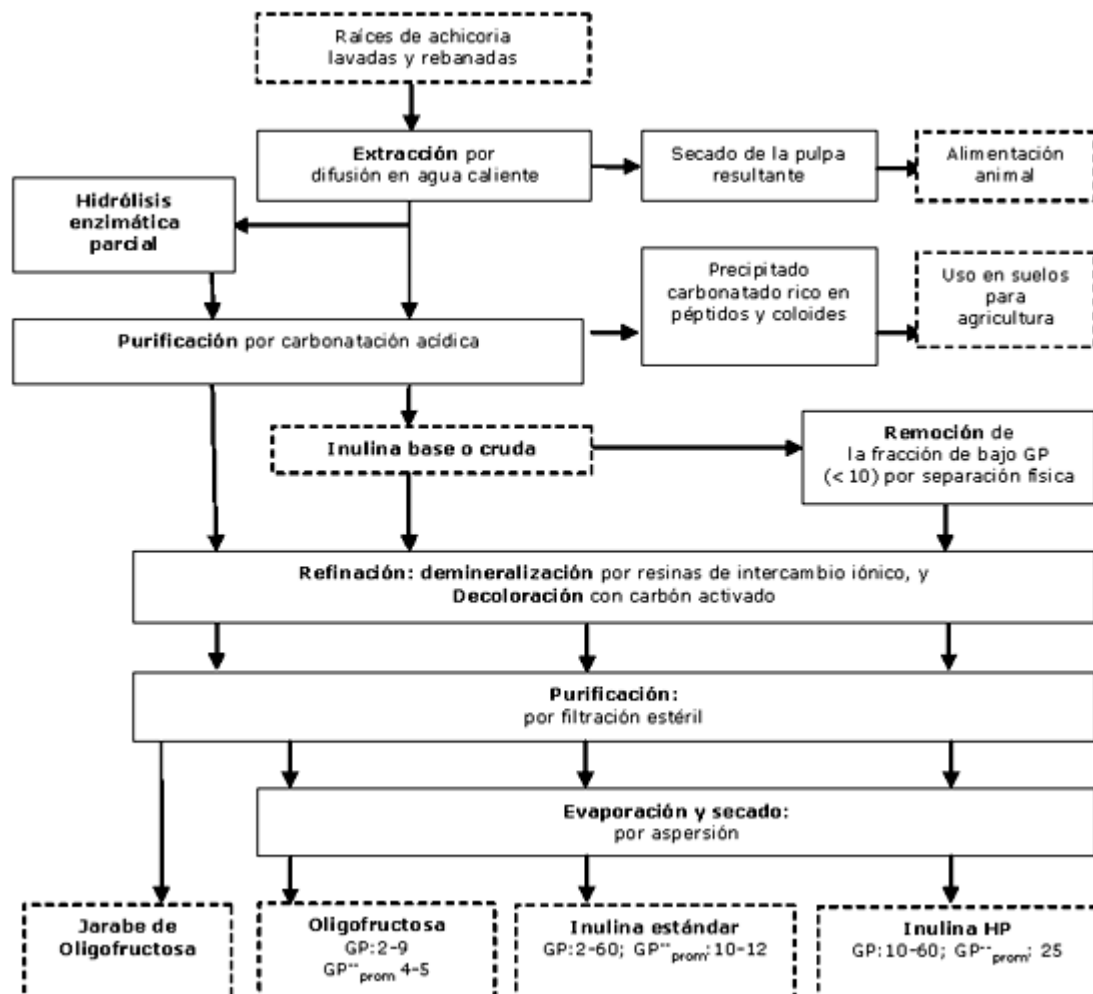 Raíces de achicoria
lavadas y rebanadas
Extracción por
difusión en agua caliente
Secado de la pulpa
resultante
Alimentación
animal
Hidrólisis
enzimática
parcial
Precipitado
carbonatado rico en
péptidos y coloides
Uso en suelos
para
agricultura
Purificación por carbonatación acídica
Inulina base o cruda
Remoción de
la fracción de bajo GP
(< 10) por separación física
Refinación: demineralización por resinas de intercambio iónico, y
Decoloración con carbón activado
Purificación:
por filtración estéril
Evaporación y secado:
por aspersión
Jarabe de
Oligofructosa
Oligofructosa
GP:2-9
GP¨prom 4-5
Inulina estándar
GP:2-60; GP¨prom: 10-12
Inulina HP
GP:10-60; GP¨prom: 25